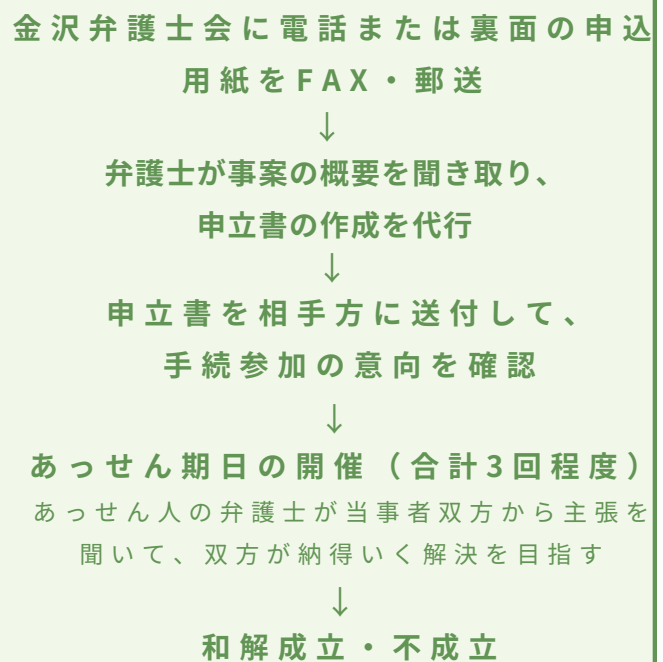 金沢弁護士会に電話または裏面の申込
用紙をFAX・郵送
↓
弁護士が事案の概要を聞き取り、
申立書の作成を代行
↓
申立書を相手方に送付して、
手続参加の意向を確認
↓
あっせん期日の開催（合計3回程度）
あっせん人の弁護士が当事者双方から主張を
聞いて、双方が納得いく解決を目指す
↓
和解成立・不成立